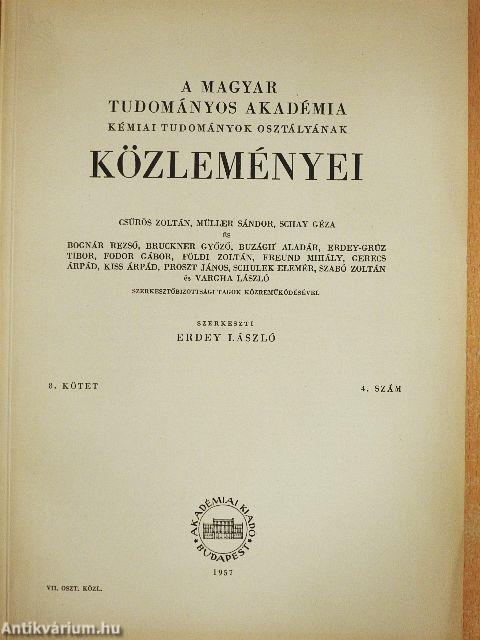 A MAGYAR
TUDOMÁNYOS AKADÉMIA
KÉMIAI TUDOMÁNYOK OSZTÁLYÁNAK
KÖZLEMÉNYEI
CSŰRÖS ZOLTÁN, MÜLLER SÁNDOR, SCHAY GÉZA
és
BOGNÁR REZSŐ, BRUCKNER GYŐZŐ, BUZÁGH ALADÁR, ERDEY-GRÚZ
TIBOR, FODOR GÁBOR, FÖLDI ZOLTÁN, FREUND MIHÁLY, GERECS
ÁRPÁD, KISS ÁRPÁD, PROSZT JÁNOS, SCHULEK ELEMÉR, SZABÓ ZOLTÁN
és VARGHA LÁSZLÓ
SZERKESZTŐBIZOTTSÁGI TAGOK KÖZREMŰKÖDÉSÉVEL
SZERKESZTI
ERDEY LÁSZLÓ
8. KÖTET
4. SZÁM
AKADÉMIAI KIADÓ
BUDAPEST
1957
VII. OSZT. KÖZL.
Antikvárium.hu